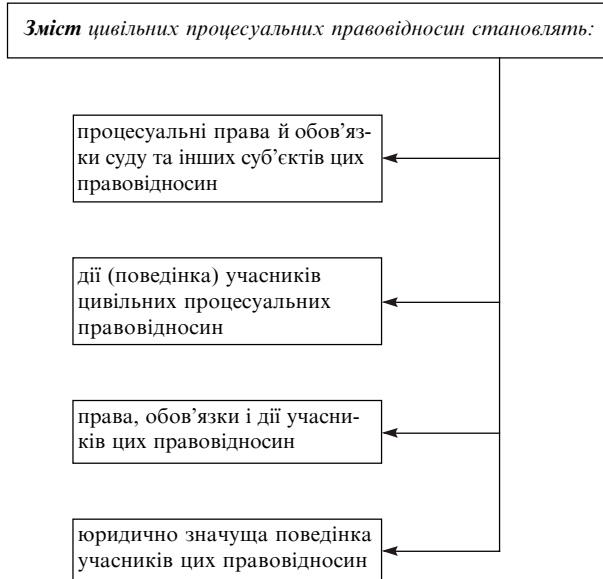 Зміст цивільних процесуальних правовідносин становлять:
процесуальні права й обов’яз-
ки суду та інших суб’єктів цих
правовідносин
дії (поведінка) учасників
цивільних процесуальних
правовідносин
права, обов’язки і дії учасни-
ків цих правовідносин
юридично значуща поведінка
учасників цих правовідносин